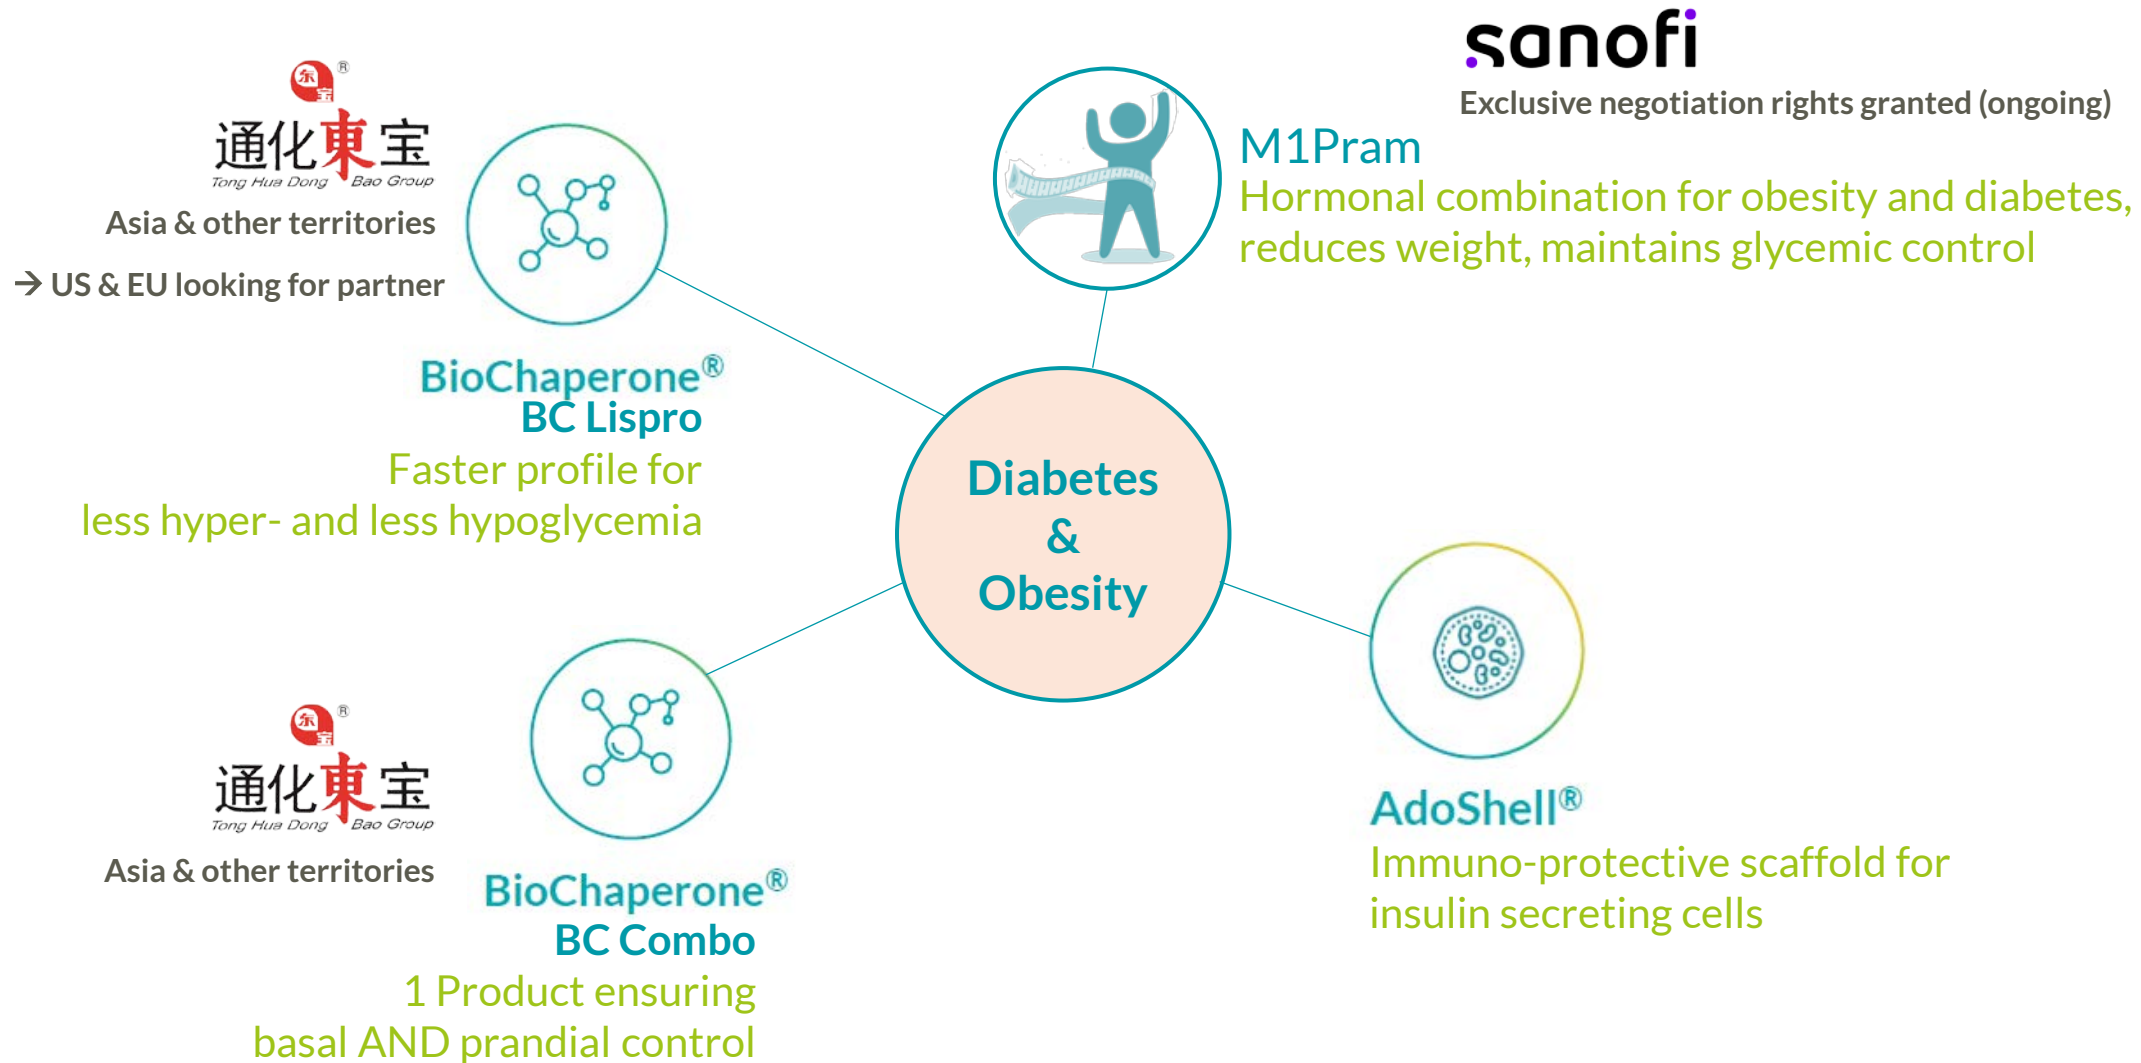 sanofi
Exclusive negotiation rights granted (ongoing)
M1Pram
Hormonal combination for obesity and diabetes,
reduces weight, maintains glycemic control
东
宝
®
通化東宝
Tong Hua Dong Bao Group
Asia & other territories
→ US & EU looking for partner
BioChaperone®
BC Lispro
Faster profile for
less hyper- and less hypoglycemia
Diabetes
&
Obesity
东
宝
®
通化東宝
Tong Hua Dong Bao Group
Asia & other territories
BioChaperone®
BC Combo
1 Product ensuring
basal AND prandial control
AdoShell®
Immuno-protective scaffold for
insulin secreting cells